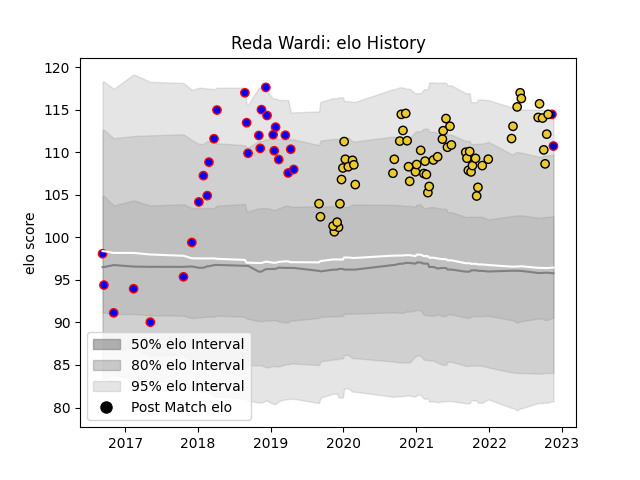 Reda Wardi: elo History
elo score
120
115
110
105
100
95
90
85
80
50% elo Interval
80% elo Interval
95% elo Interval
Post Match elo
2017 2018 2019 2020 2021 2022 2023